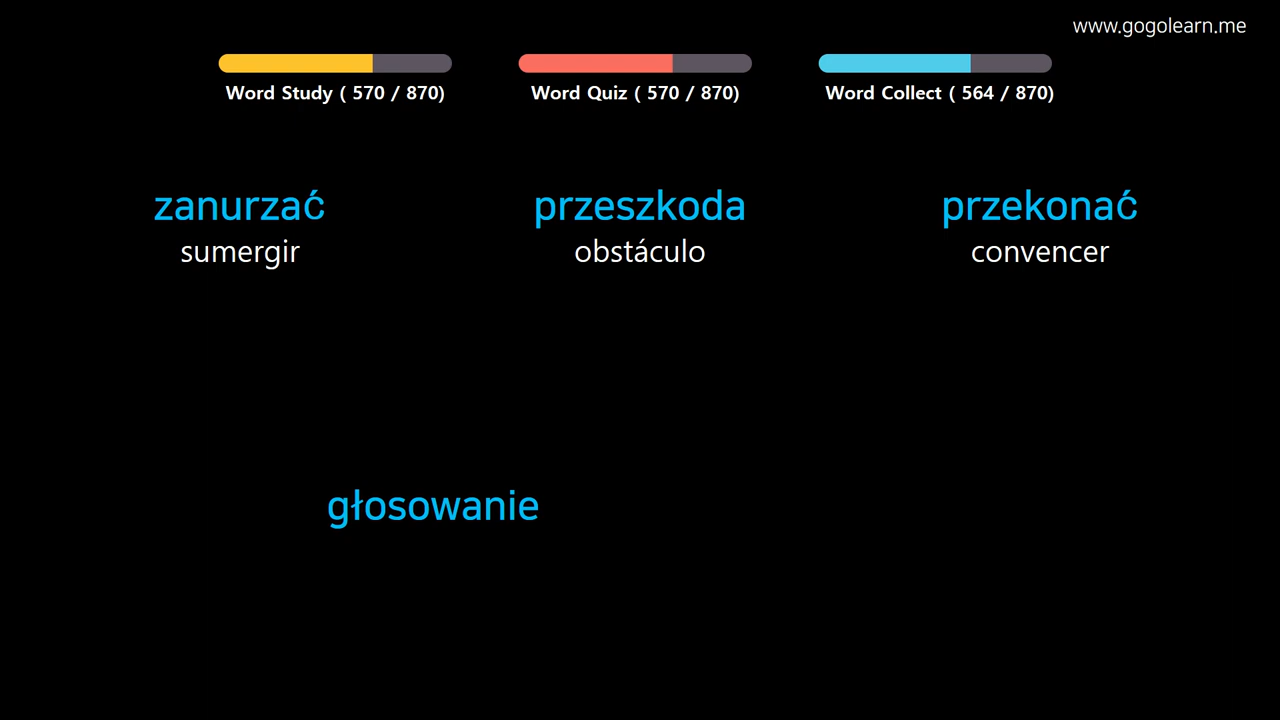 www.gogolearn.me
Word Study ( 570 / 870)
Word Quiz ( 570 / 870)
Word Collect ( 564 / 870)
zanurzać
sumergir
przeszkoda
obstáculo
przekonać
convencer
głosowanie